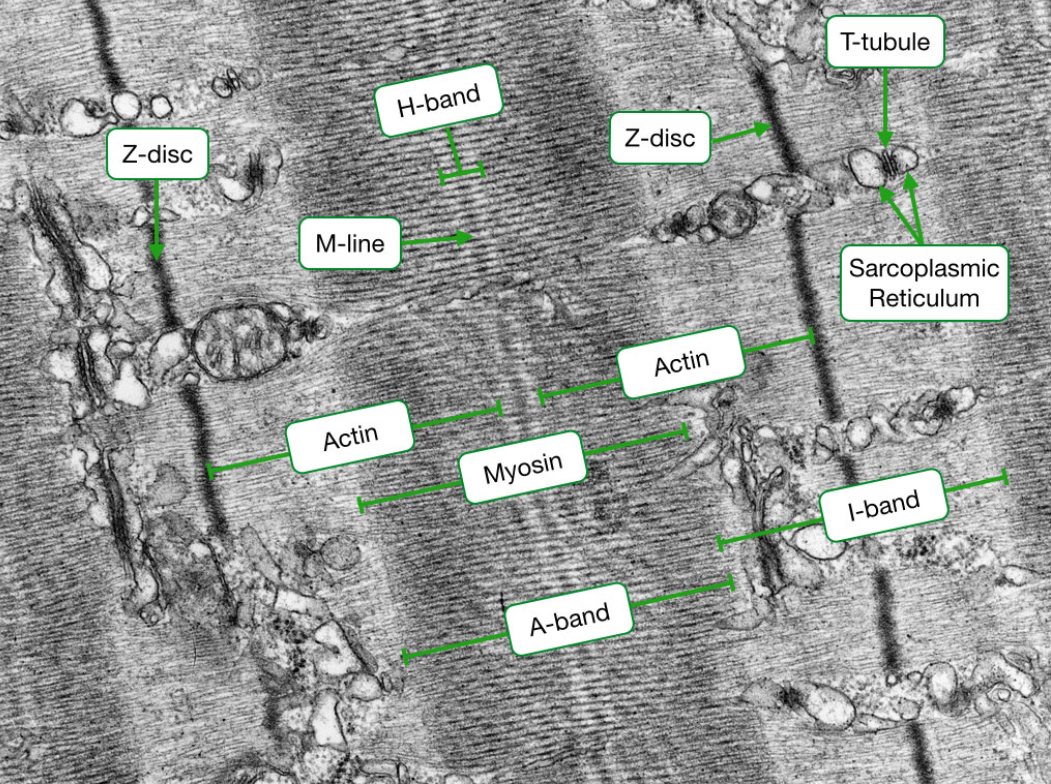 T-tubule
H-band
Z-disc
Z-disc
M-line
Sarcoplasmic
Reticulum
Actin
Actin
Myosin
I-band
A-band